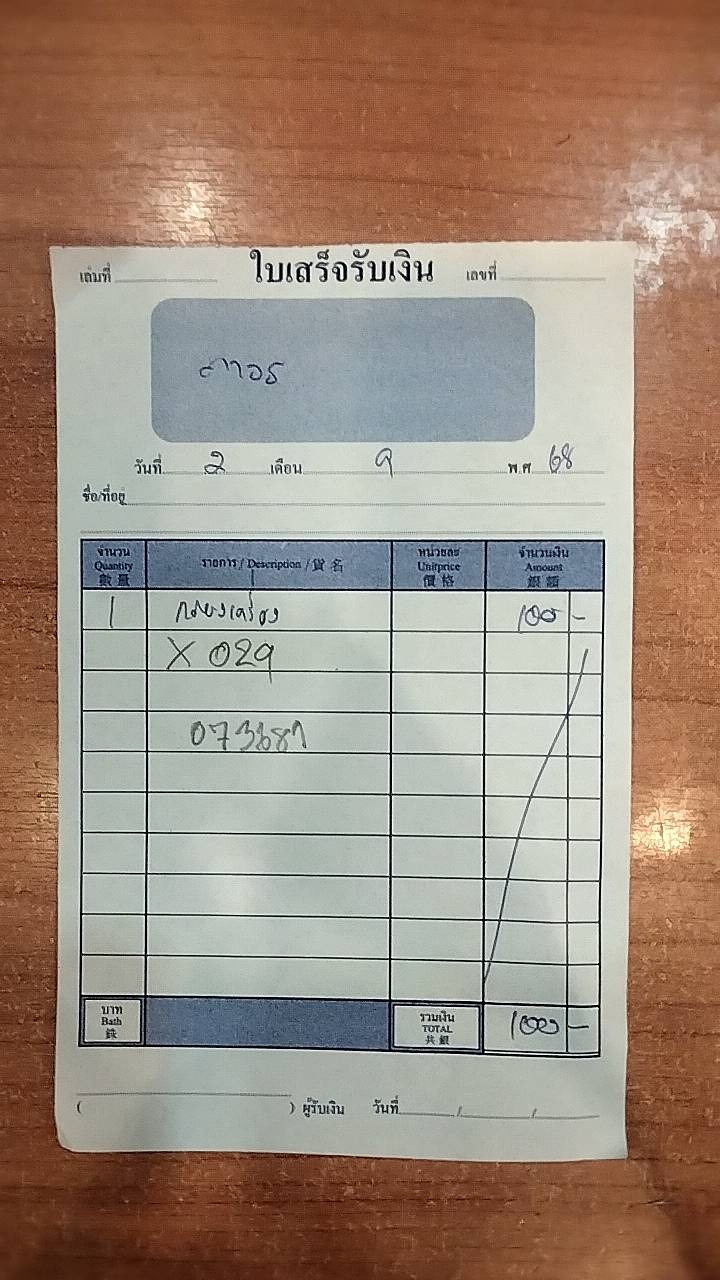 เล่มที่ ใบเสร็จรับเงิน เลขที่
สาธร
วันที่ 2 เดือน 9 พ.ศ 68
ชื่อ/ที่อยู่
จำนวน Quantity 數量 รายการ / Description / 貨名 หน่วยละ Unitprice 價格 จำนวนเงิน Amount 銀額
1 100 -
X 029
บาท Bath 銖 รวมเงิน TOTAL 共銀 100 -
( ) ผู้รับเงิน วันที่ / /